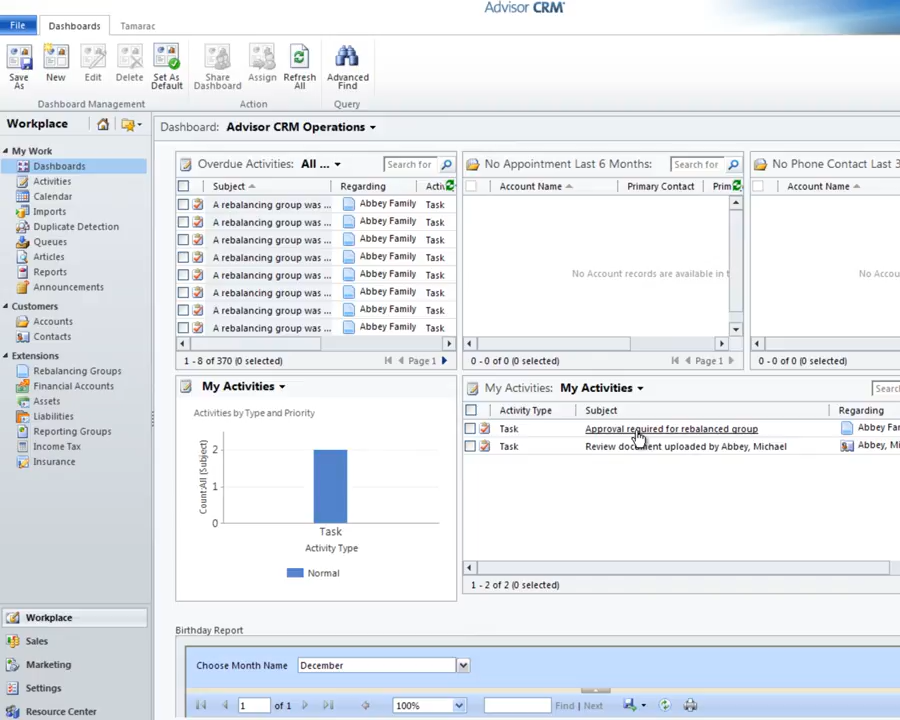 Advisor CRM
File Dashboards Tamarac
Save As
New
Edit
Delete
Set As Default
Share Dashboard
Assign
Refresh All
Advanced Find
Dashboard Management Action Query
Workplace
Dashboard: Advisor CRM Operations
My Work
Dashboards
Activities
Calendar
Imports
Duplicate Detection
Queues
Articles
Reports
Announcements
Customers
Accounts
Contacts
Extensions
Rebalancing Groups
Financial Accounts
Assets
Liabilities
Reporting Groups
Income Tax
Insurance
Workplace
Sales
Marketing
Settings
Resource Center
Overdue Activities: All ... Search for
Subject Regarding Activ
A rebalancing group was ... Abbey Family Task
A rebalancing group was ... Abbey Family Task
A rebalancing group was ... Abbey Family Task
A rebalancing group was ... Abbey Family Task
A rebalancing group was ... Abbey Family Task
A rebalancing group was ... Abbey Family Task
A rebalancing group was ... Abbey Family Task
A rebalancing group was ... Abbey Family Task
1 - 8 of 370 (0 selected) Page 1
No Appointment Last 6 Months: Search for
Account Name Primary Contact Prim
No Account records are available in t
0 - 0 of 0 (0 selected) Page 1
No Phone Contact Last 3
Account Name
No Accou
0 - 0 of 0 (0 selected)
My Activities
Activities by Type and Priority
Count:All (Subject)
2
1
0
Task
Activity Type
Normal
My Activities: My Activities Searc
Activity Type Subject Regarding
Task Approval required for rebalanced group Abbey Far
Task Review document uploaded by Abbey, Michael Abbey, Mi
1 - 2 of 2 (0 selected)
Birthday Report
Choose Month Name December
1 of 1 100% Find | Next